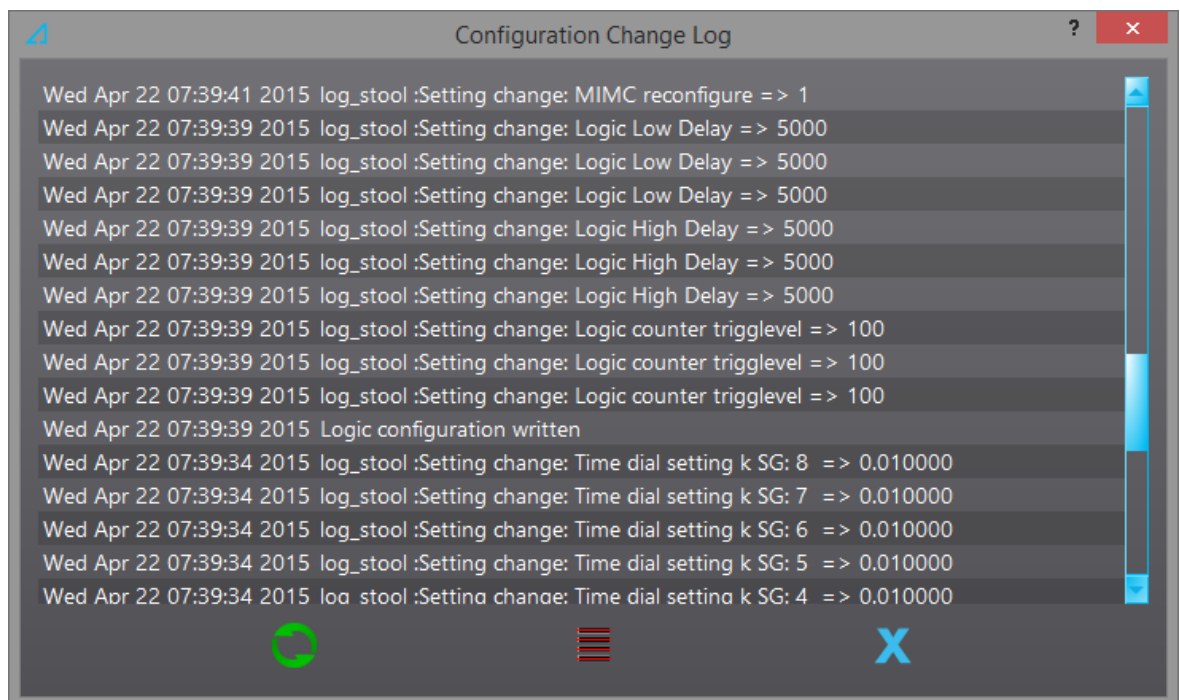 Configuration Change Log
?
×
Wed Apr 22 07:39:41 2015 log_stool :Setting change: MIMC reconfigure => 1
Wed Apr 22 07:39:39 2015 log_stool :Setting change: Logic Low Delay => 5000
Wed Apr 22 07:39:39 2015 log_stool :Setting change: Logic Low Delay => 5000
Wed Apr 22 07:39:39 2015 log_stool :Setting change: Logic Low Delay => 5000
Wed Apr 22 07:39:39 2015 log_stool :Setting change: Logic High Delay => 5000
Wed Apr 22 07:39:39 2015 log_stool :Setting change: Logic High Delay => 5000
Wed Apr 22 07:39:39 2015 log_stool :Setting change: Logic High Delay => 5000
Wed Apr 22 07:39:39 2015 log_stool :Setting change: Logic counter trigglevel => 100
Wed Apr 22 07:39:39 2015 log_stool :Setting change: Logic counter trigglevel => 100
Wed Apr 22 07:39:39 2015 log_stool :Setting change: Logic counter trigglevel => 100
Wed Apr 22 07:39:39 2015 Logic configuration written
Wed Apr 22 07:39:34 2015 log_stool :Setting change: Time dial setting k SG: 8 => 0.010000
Wed Apr 22 07:39:34 2015 log_stool :Setting change: Time dial setting k SG: 7 => 0.010000
Wed Apr 22 07:39:34 2015 log_stool :Setting change: Time dial setting k SG: 6 => 0.010000
Wed Apr 22 07:39:34 2015 log_stool :Setting change: Time dial setting k SG: 5 => 0.010000
Wed Apr 22 07:39:34 2015 log_stool :Setting change: Time dial setting k SG: 4 => 0.010000
X